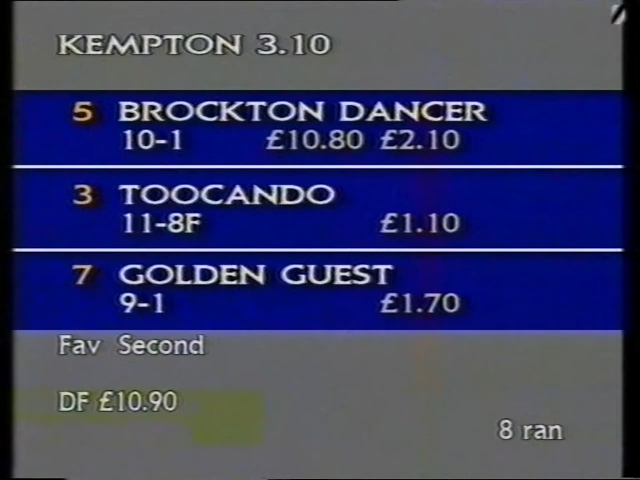 KEMPTON 3.10
5 BROCKTON DANCER
10-1 £10.80 £2.10
3 TOOCANDO
11-8F £1.10
7 GOLDEN GUEST
9-1 £1.70
Fav Second
DF £10.90
8 ran